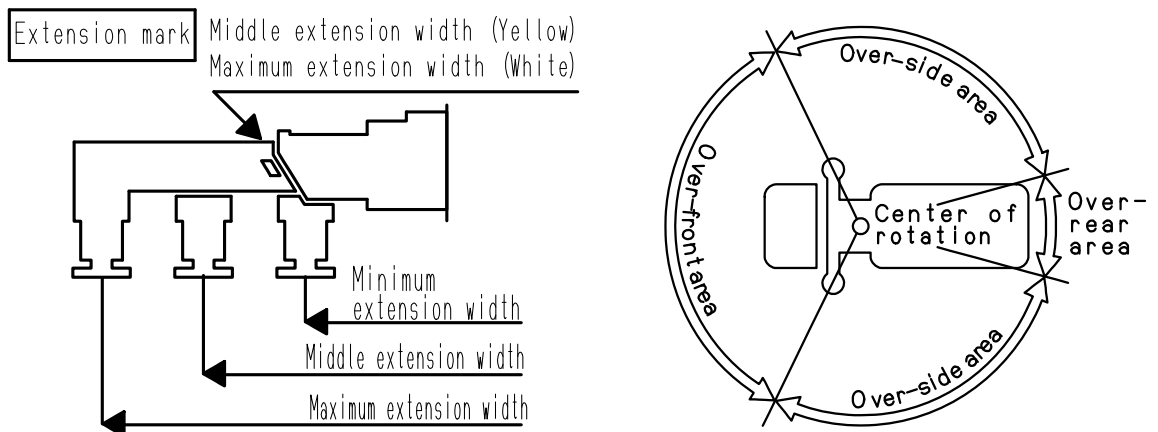 Extension mark
Middle extension width (Yellow)
Maximum extension width (White)
Minimum
extension width
Middle extension width
Maximum extension width
Over-side area
Over-front area
Center of
rotation
Over-
rear
area
Over-side area